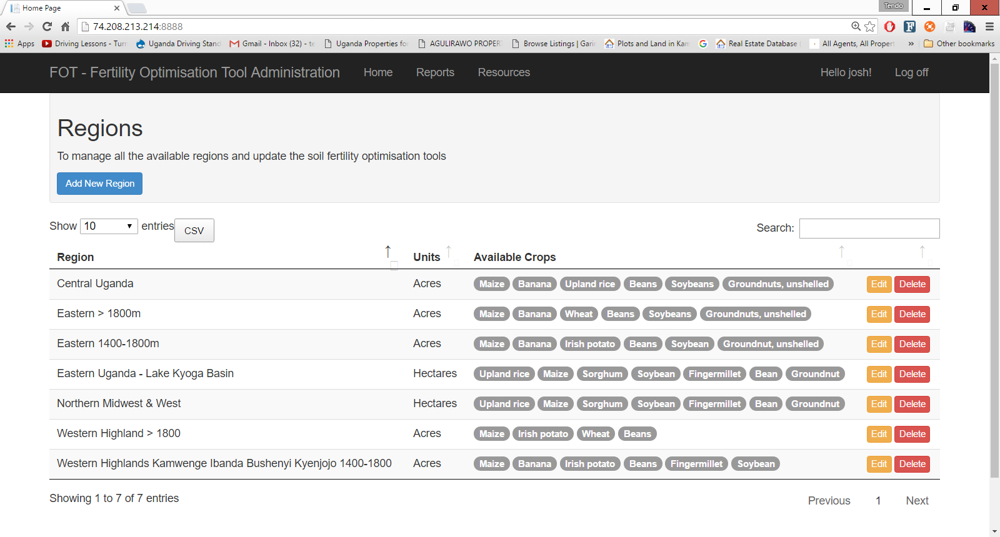 Home Page
Tendo
74.208.213.214:8888
Apps Driving Lessons - Turn Uganda Driving Stand Gmail - Inbox (32) - te Uganda Properties for AGULIRAWO PROPERT Browse Listings | Gari Plots and Land in Kam Real Estate Database All Agents, All Propert » Other bookmarks
FOT - Fertility Optimisation Tool Administration Home Reports Resources Hello josh! Log off
Regions
To manage all the available regions and update the soil fertility optimisation tools
Add New Region
Show 10 entries CSV Search:
Region Units Available Crops
Central Uganda Acres Maize Banana Upland rice Beans Soybeans Groundnuts, unshelled Edit Delete
Eastern > 1800m Acres Maize Banana Wheat Beans Soybeans Groundnuts, unshelled Edit Delete
Eastern 1400-1800m Acres Maize Banana Irish potato Beans Soybean Groundnut, unshelled Edit Delete
Eastern Uganda - Lake Kyoga Basin Hectares Upland rice Maize Sorghum Soybean Fingermillet Bean Groundnut Edit Delete
Northern Midwest & West Hectares Upland rice Maize Sorghum Soybean Fingermillet Bean Groundnut Edit Delete
Western Highland > 1800 Acres Maize Irish potato Wheat Beans Edit Delete
Western Highlands Kamwenge Ibanda Bushenyi Kyenjojo 1400-1800 Acres Maize Banana Irish potato Beans Fingermillet Soybean Edit Delete
Showing 1 to 7 of 7 entries Previous 1 Next